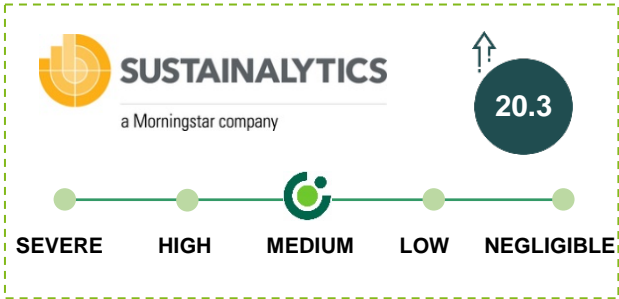 SUSTAINALYTICS
a Morningstar company
20.3
SEVERE HIGH MEDIUM LOW NEGLIGIBLE